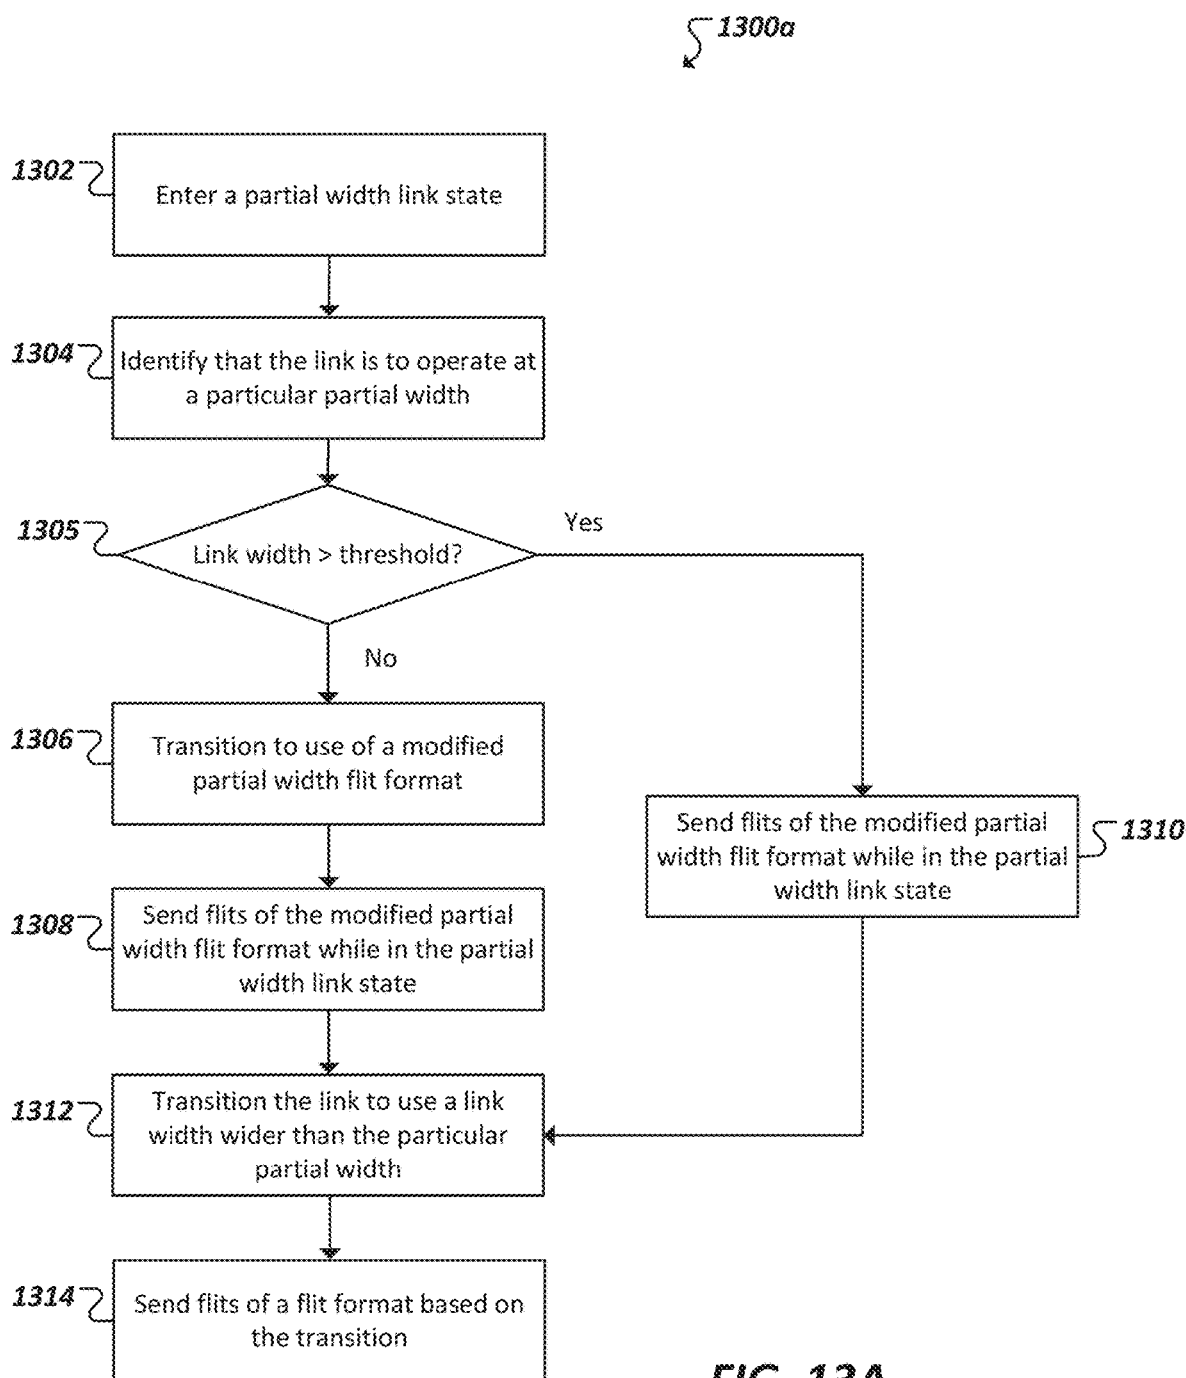 1300a
1302
Enter a partial width link state
1304
Identify that the link is to operate at
a particular partial width
1305
Link width > threshold?
Yes
No
1306
Transition to use of a modified
partial width flit format
Send flits of the modified partial
width flit format while in the partial
width link state
1310
1308
Send flits of the modified partial
width flit format while in the partial
width link state
1312
Transition the link to use a link
width wider than the particular
partial width
1314
Send flits of a flit format based on
the transition
FIG. 13A